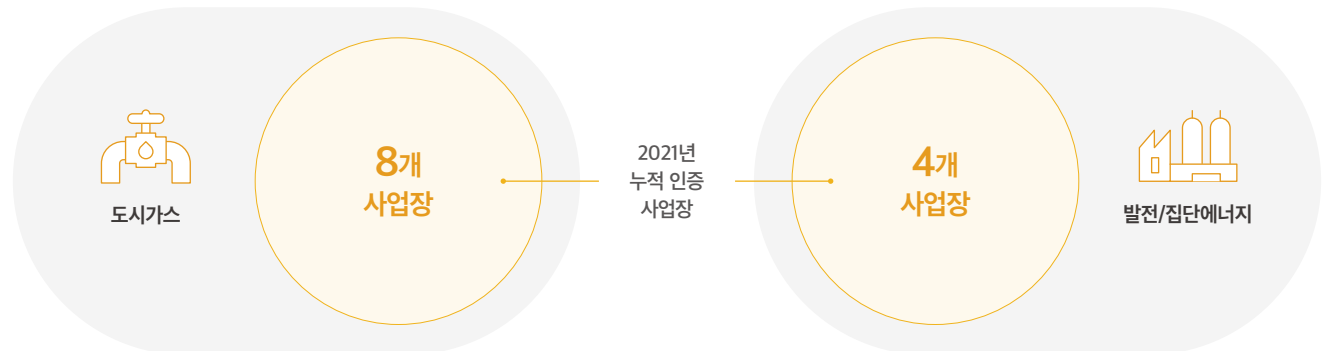 도시가스
8개
사업장
2021년
누적 인증
사업장
4개
사업장
발전/집단에너지